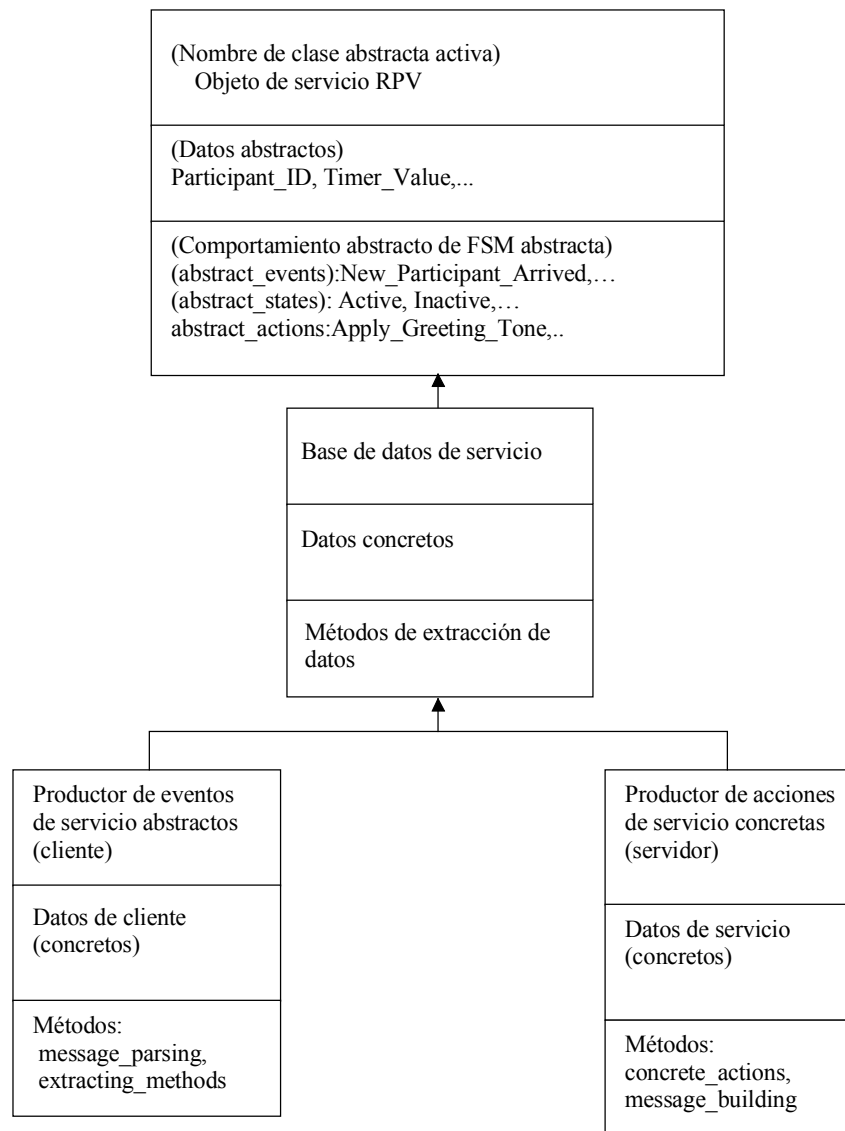 (Nombre de clase abstracta activa)
Objeto de servicio RPV
(Datos abstractos)
Participant_ID, Timer_Value,...
(Comportamiento abstracto de FSM abstracta)
(abstract_events):New_Participant_Arrived,…
(abstract_states): Active, Inactive,…
abstract_actions:Apply_Greeting_Tone,..
Base de datos de servicio
Datos concretos
Métodos de extracción de
datos
Productor de eventos
de servicio abstractos
(cliente)
Datos de cliente
(concretos)
Métodos:
message_parsing,
extracting_methods
Productor de acciones
de servicio concretas
(servidor)
Datos de servicio
(concretos)
Métodos:
concrete_actions,
message_building